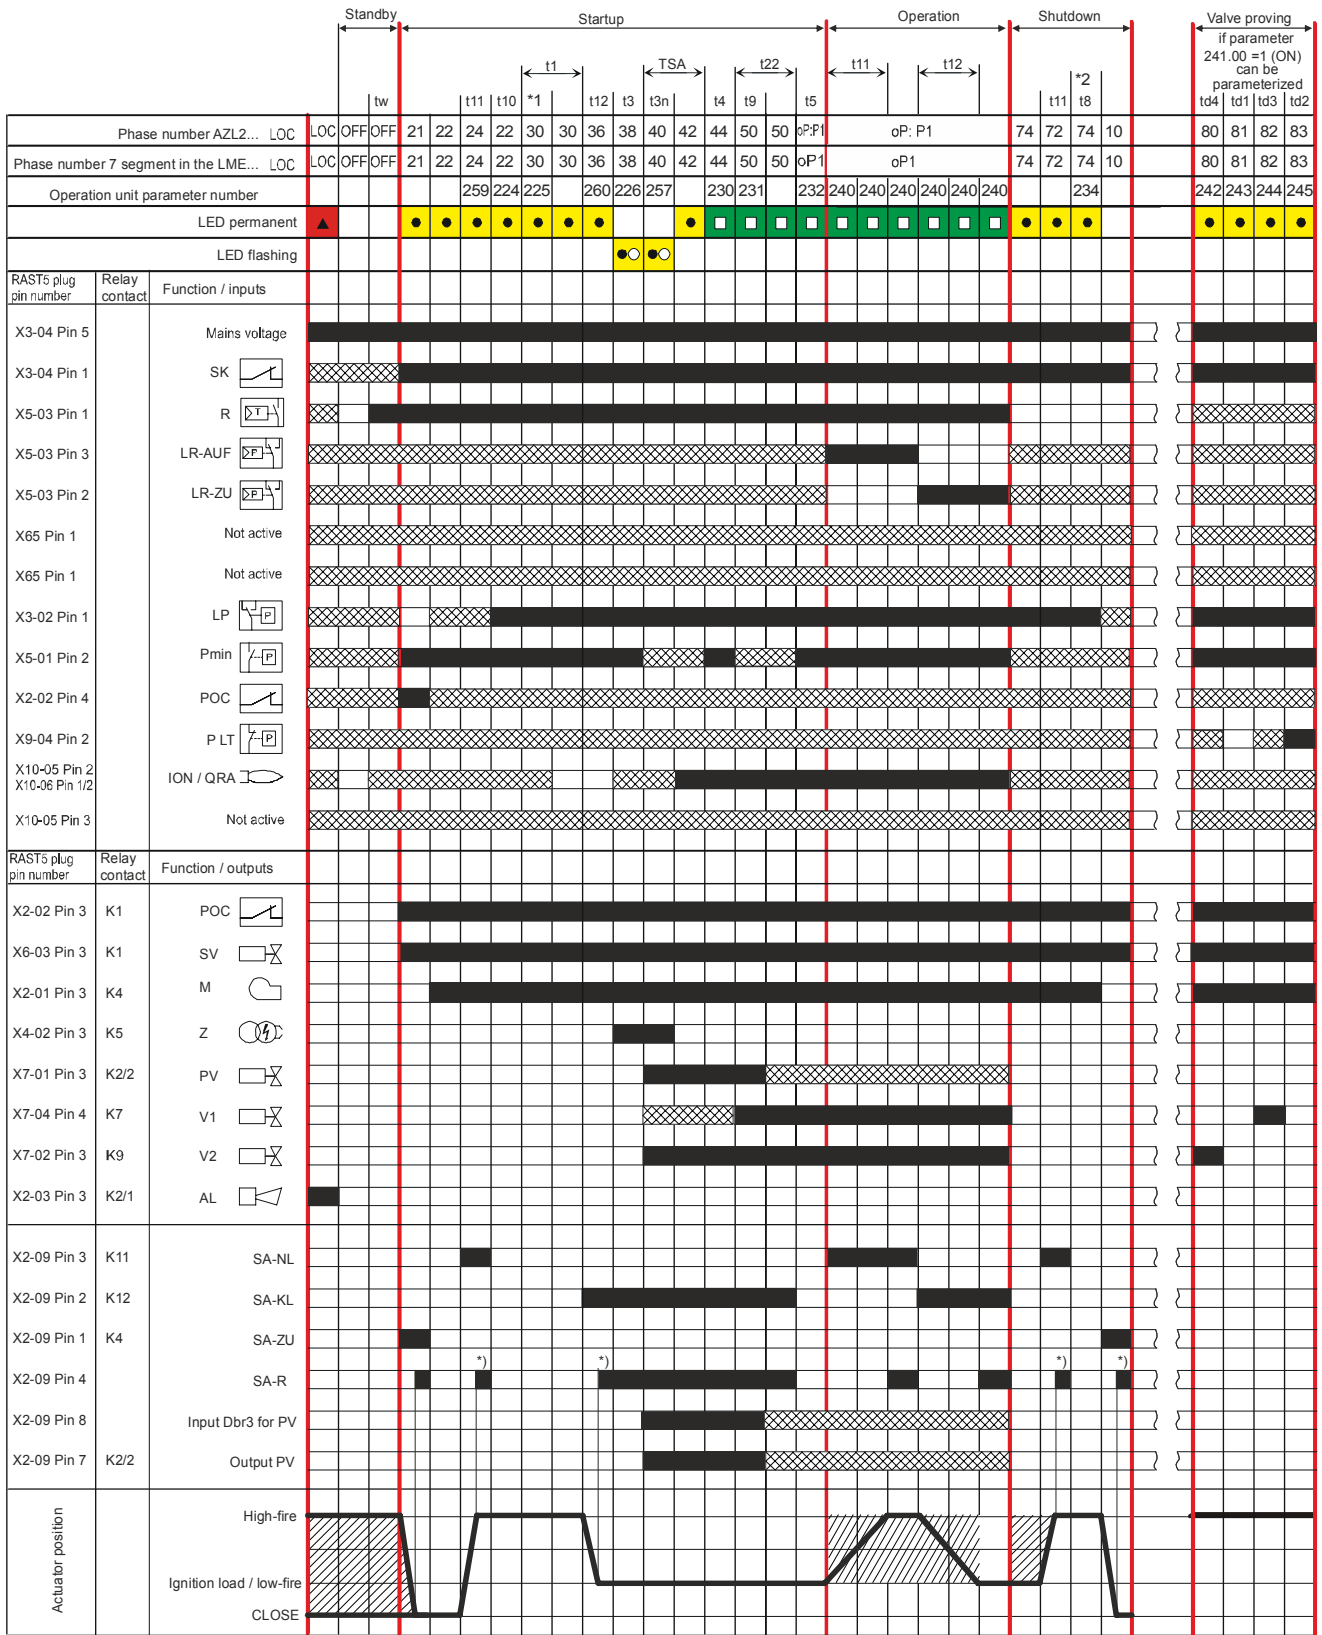 Standby Startup Operation Shutdown Valve proving
if parameter
241.00 =1 (ON)
can be
parameterized
t1 TSA t22 t11 t12 *2
tw t11 t10 *1 t12 t3 t3n t4 t9 t5 t11 t8 td4 td1 td3 td2
Phase number AZL2... LOC LOC OFF OFF 21 22 24 22 30 30 36 38 40 42 44 50 50 oP:P1 oP: P1 74 72 74 10 80 81 82 83
Phase number 7 segment in the LME... LOC LOC OFF OFF 21 22 24 22 30 30 36 38 40 42 44 50 50 oP1 oP1 74 72 74 10 80 81 82 83
Operation unit parameter number 259 224 225 260 226 257 230 231 232 240 240 240 240 240 240 234 242 243 244 245
LED permanent
LED flashing
RAST5 plug pin number Relay contact Function / inputs
X3-04 Pin 5 Mains voltage
X3-04 Pin 1 SK
X5-03 Pin 1 R T
X5-03 Pin 3 LR-AUF P
X5-03 Pin 2 LR-ZU P
X65 Pin 1 Not active
X65 Pin 1 Not active
X3-02 Pin 1 LP P
X5-01 Pin 2 Pmin P
X2-02 Pin 4 POC
X9-04 Pin 2 P LT P
X10-05 Pin 2
X10-06 Pin 1/2 ION / QRA
X10-05 Pin 3 Not active
RAST5 plug pin number Relay contact Function / outputs
X2-02 Pin 3 K1 POC
X6-03 Pin 3 K1 SV
X2-01 Pin 3 K4 M
X4-02 Pin 3 K5 Z
X7-01 Pin 3 K2/2 PV
X7-04 Pin 4 K7 V1
X7-02 Pin 3 K9 V2
X2-03 Pin 3 K2/1 AL
X2-09 Pin 3 K11 SA-NL
X2-09 Pin 2 K12 SA-KL
X2-09 Pin 1 K4 SA-ZU
*) *) *) *)
X2-09 Pin 4 SA-R
X2-09 Pin 8 Input Dbr3 for PV
X2-09 Pin 7 K2/2 Output PV
Actuator position
High-fire
Ignition load / low-fire
CLOSE